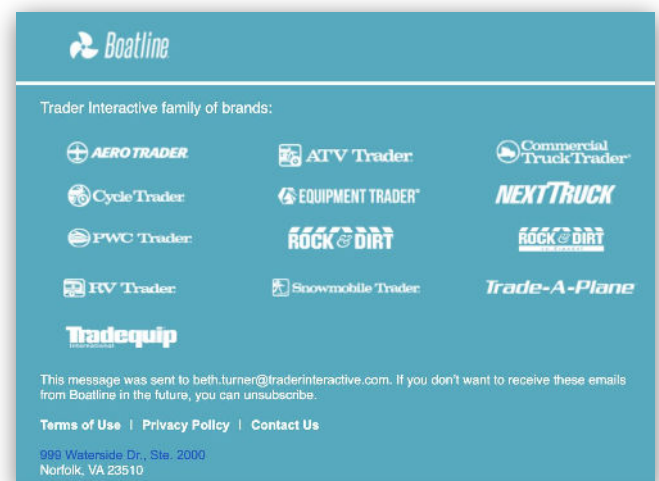 Boatline
Trader Interactive family of brands:
AERO TRADER
ATV Trader
Commercial Truck Trader
Cycle Trader
EQUIPMENT TRADER
NEXTTRUCK
PWC Trader
ROCK & DIRT
ROCK & DIRT
RV Trader
Snowmobile Trader
Trade-A-Plane
Tradequip
International
This message was sent to beth.turner@traderinteractive.com. If you don't want to receive these emails
from Boatline in the future, you can unsubscribe.
Terms of Use | Privacy Policy | Contact Us
999 Waterside Dr., Ste. 2000
Norfolk, VA 23510